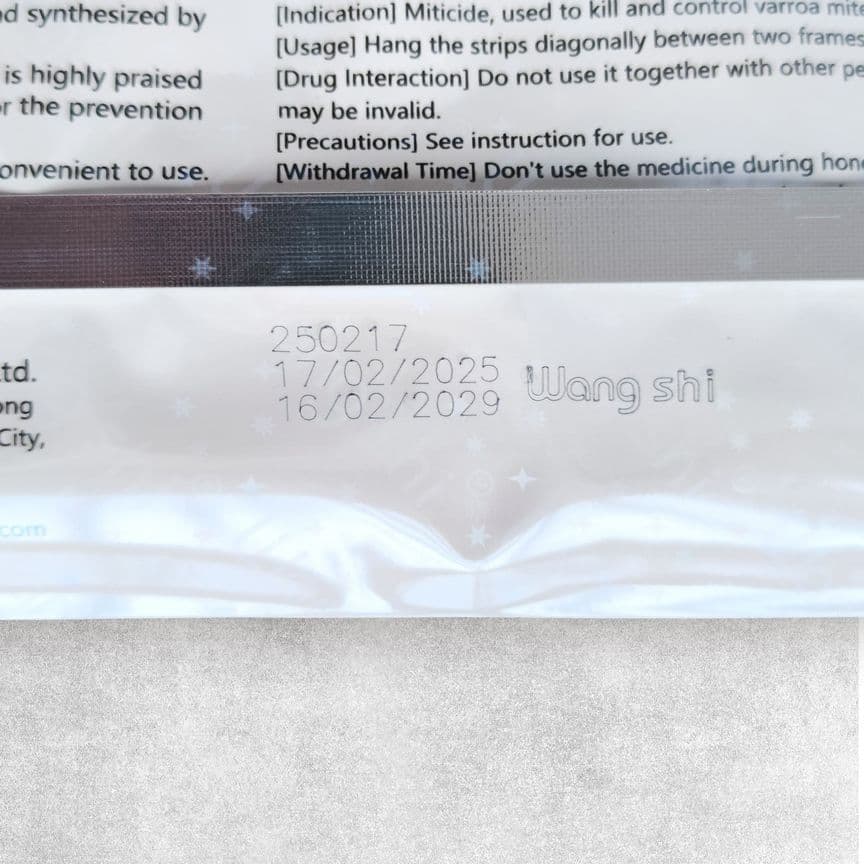 synthesized by
is highly praised
the prevention
convenient to use.
[Indication] Miticide, used to kill and control varroa mite
[Usage] Hang the strips diagonally between two frames
[Drug Interaction] Do not use it together with other pe
may be invalid.
[Precautions] See instruction for use.
[Withdrawal Time] Don't use the medicine during hon
td.
ong
City,
com
250217
17/02/2025
16/02/2029
Wang shi